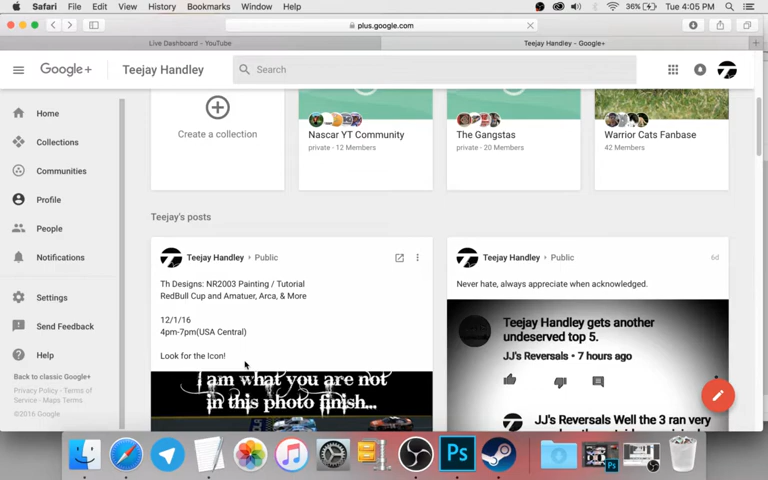 Safari File Edit View History Bookmarks Window Help 36% Tue 4:05 PM
plus.google.com
Live Dashboard - YouTube
Teejay Handley - Google+
Google+ Teejay Handley Search
Home
Collections
Communities
Profile
People
Notifications
Settings
Send Feedback
Help
Back to classic Google+
Privacy Policy - Terms of
Service - Maps Terms
©2016 Google
Create a collection
Nascar YT Community
private - 12 Members
The Gangstas
private - 20 Members
Warrior Cats Fanbase
42 Members
Teejay's posts
Teejay Handley Public
Th Designs: NR2003 Painting / Tutorial
RedBull Cup and Amatuer, Arca, & More
12/1/16
4pm-7pm(USA Central)
Look for the Icon!
I am what you are not
in this photo finish...
Teejay Handley Public 6d
Never hate, always appreciate when acknowledged.
Teejay Handley gets another
undeserved top 5.
JJ's Reversals • 7 hours ago
JJ's Reversals Well the 3 ran very
Ps
Ps